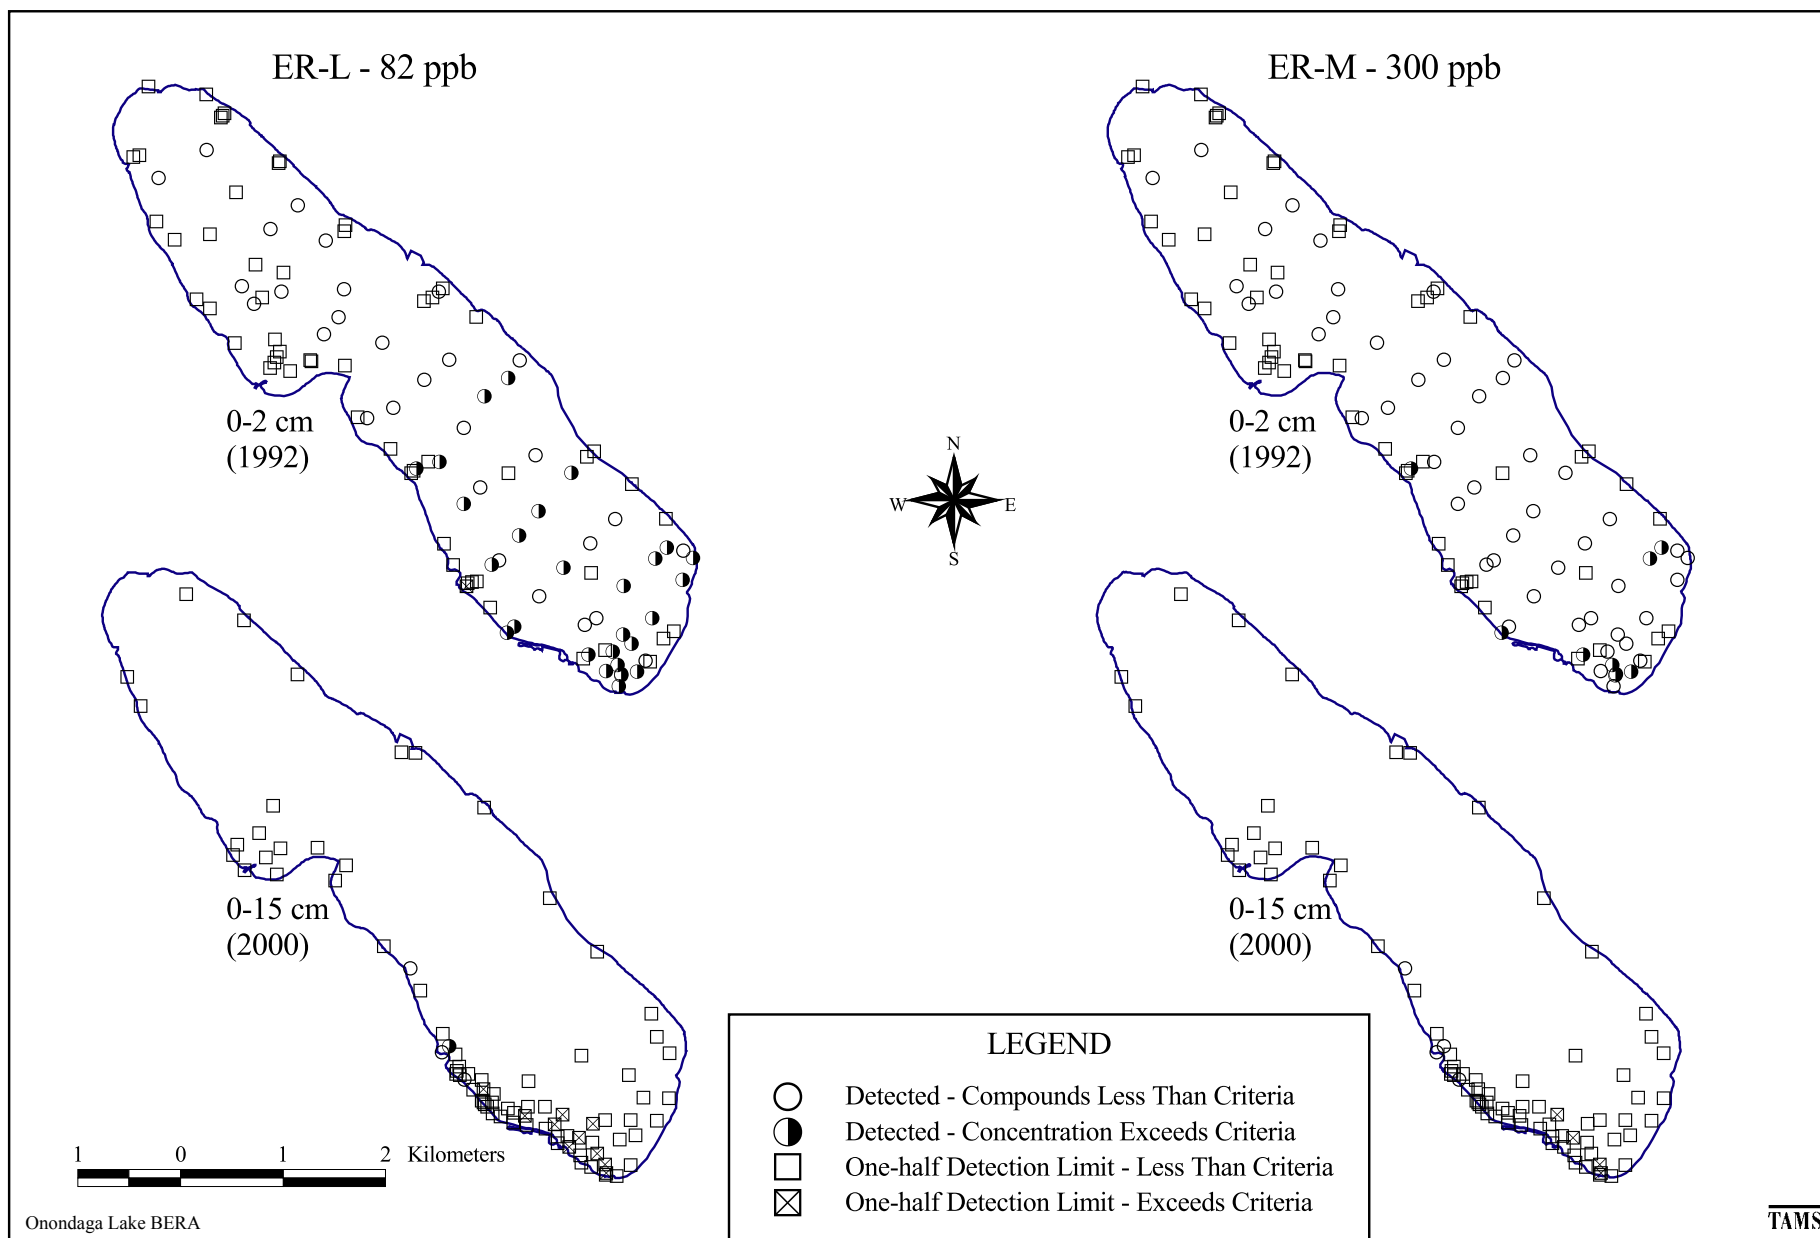 ER-L - 82 ppb
ER-M - 300 ppb
0-2 cm
(1992)
0-2 cm
(1992)
N
W
E
S
0-15 cm
(2000)
0-15 cm
(2000)
LEGEND
Detected - Compounds Less Than Criteria
Detected - Concentration Exceeds Criteria
One-half Detection Limit - Less Than Criteria
One-half Detection Limit - Exceeds Criteria
1 0 1 2 Kilometers
Onondaga Lake BERA
TAMS